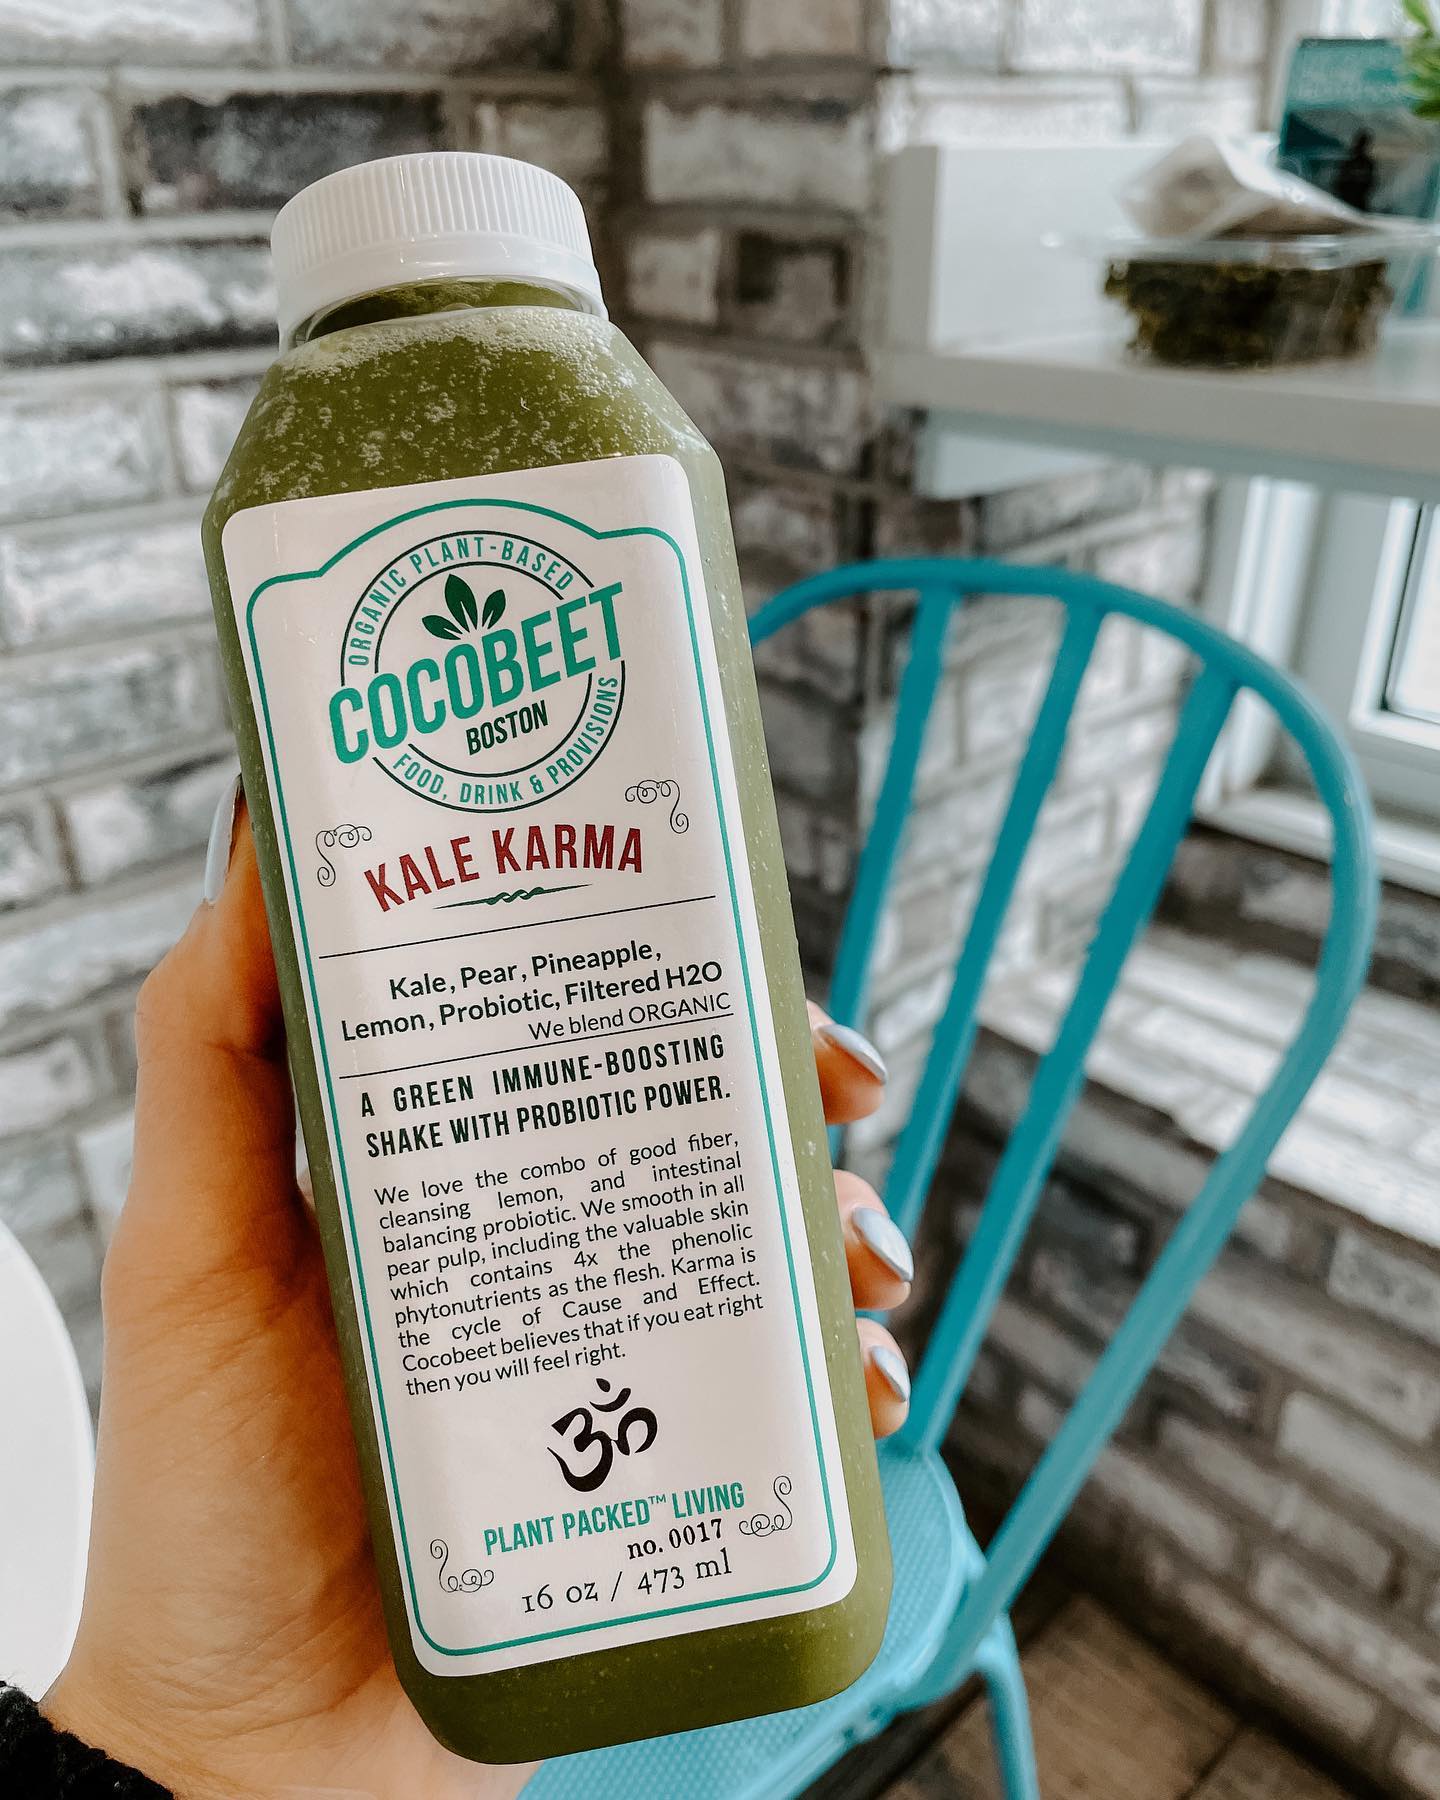 ORGANIC PLANT-BASED
COCOBEET
BOSTON
FOOD, DRINK & PROVISIONS
KALE KARMA
Kale, Pear, Pineapple,
Lemon, Probiotic, Filtered H2O
We blend ORGANIC
A GREEN IMMUNE-BOOSTING
SHAKE WITH PROBIOTIC POWER.
We love the combo of good fiber,
cleansing lemon, and intestinal
balancing probiotic. We smooth in all
pear pulp, including the valuable skin
which contains 4x the phenolic
phytonutrients as the flesh. Karma is
the cycle of Cause and Effect.
Cocobeet believes that if you eat right
then you will feel right.
ॐ
PLANT PACKED™ LIVING
no. 0017
16 oz / 473 ml